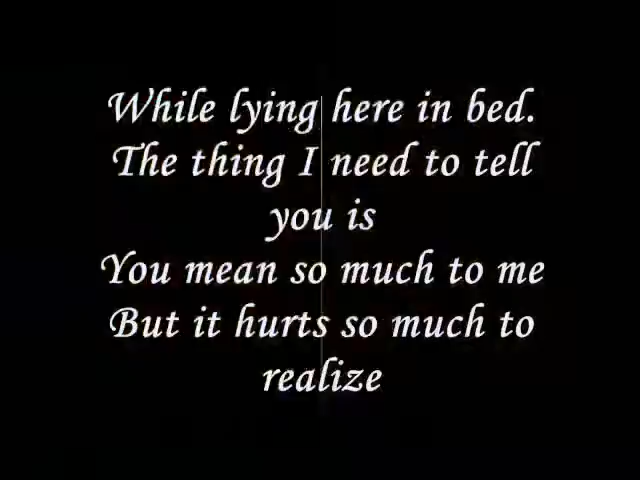 While lying here in bed.
The thing I need to tell
you is
You mean so much to me
But it hurts so much to
realize